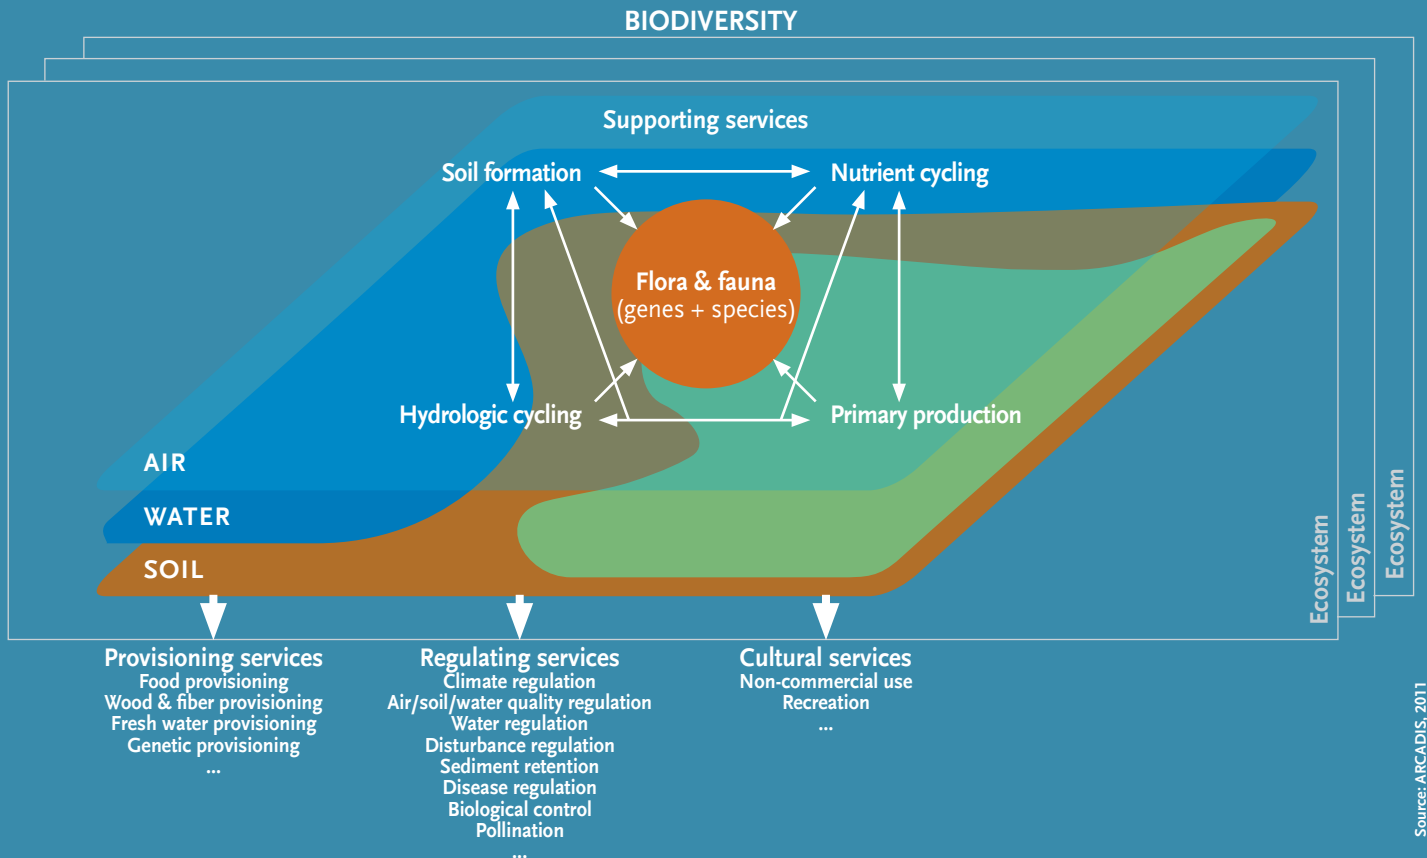 BIODIVERSITY
Supporting services
Soil formation
Nutrient cycling
Flora & fauna
(genes + species)
Hydrologic cycling
Primary production
AIR
WATER
SOIL
Ecosystem
Ecosystem
Ecosystem
Provisioning services
Food provisioning
Wood & fiber provisioning
Fresh water provisioning
Genetic provisioning
...
Regulating services
Climate regulation
Air/soil/water quality regulation
Water regulation
Disturbance regulation
Sediment retention
Disease regulation
Biological control
Pollination
...
Cultural services
Non-commercial use
Recreation
...
Source: ARCADIS, 2011